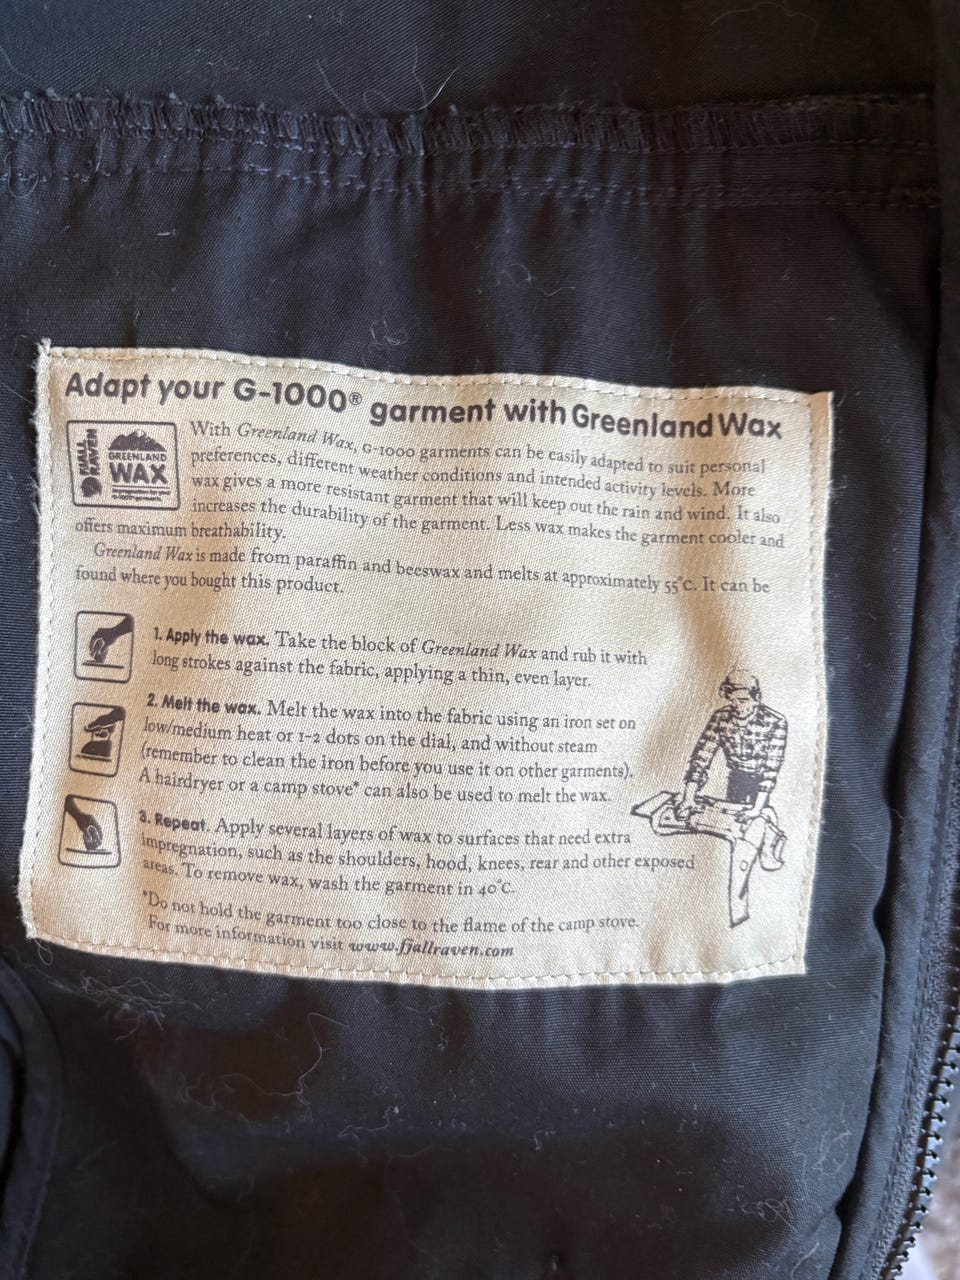 Adapt your G-1000® garment with Greenland Wax
FJÄLL
RÄVEN
GREENLAND
WAX
With Greenland Wax, G-1000 garments can be easily adapted to suit personal
preferences, different weather conditions and intended activity levels. More
wax gives a more resistant garment that will keep out the rain and wind. It also
increases the durability of the garment. Less wax makes the garment cooler and
offers maximum breathability.
Greenland Wax is made from paraffin and beeswax and melts at approximately 55°C. It can be
found where you bought this product.
1. Apply the wax. Take the block of Greenland Wax and rub it with
long strokes against the fabric, applying a thin, even layer.
2. Melt the wax. Melt the wax into the fabric using an iron set on
low/medium heat or 1-2 dots on the dial, and without steam
(remember to clean the iron before you use it on other garments).
A hairdryer or a camp stove* can also be used to melt the wax.
3. Repeat. Apply several layers of wax to surfaces that need extra
impregnation, such as the shoulders, hood, knees, rear and other exposed
areas. To remove wax, wash the garment in 40°C.
*Do not hold the garment too close to the flame of the camp stove.
For more information visit www.fjallraven.com